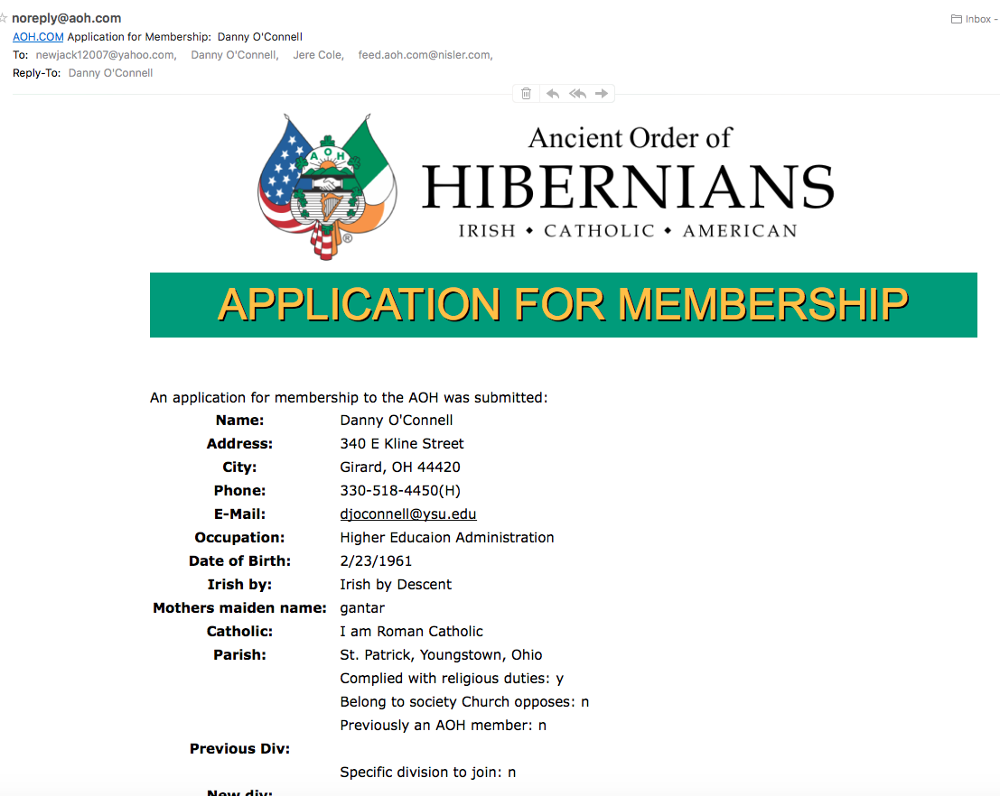 noreply@aoh.com
Inbox -
AOH.COM Application for Membership: Danny O'Connell
To: newjack12007@yahoo.com, Danny O'Connell, Jere Cole, feed.aoh.com@nisler.com,
Reply-To: Danny O'Connell
AOH
Ancient Order of
HIBERNIANS
IRISH ◆ CATHOLIC ◆ AMERICAN
®
APPLICATION FOR MEMBERSHIP
An application for membership to the AOH was submitted:
Name: Danny O'Connell
Address: 340 E Kline Street
City: Girard, OH 44420
Phone: 330-518-4450(H)
E-Mail: djoconnell@ysu.edu
Occupation: Higher Educaion Administration
Date of Birth: 2/23/1961
Irish by: Irish by Descent
Mothers maiden name: gantar
Catholic: I am Roman Catholic
Parish: St. Patrick, Youngstown, Ohio
Complied with religious duties: y
Belong to society Church opposes: n
Previously an AOH member: n
Previous Div:
Specific division to join: n
New div: